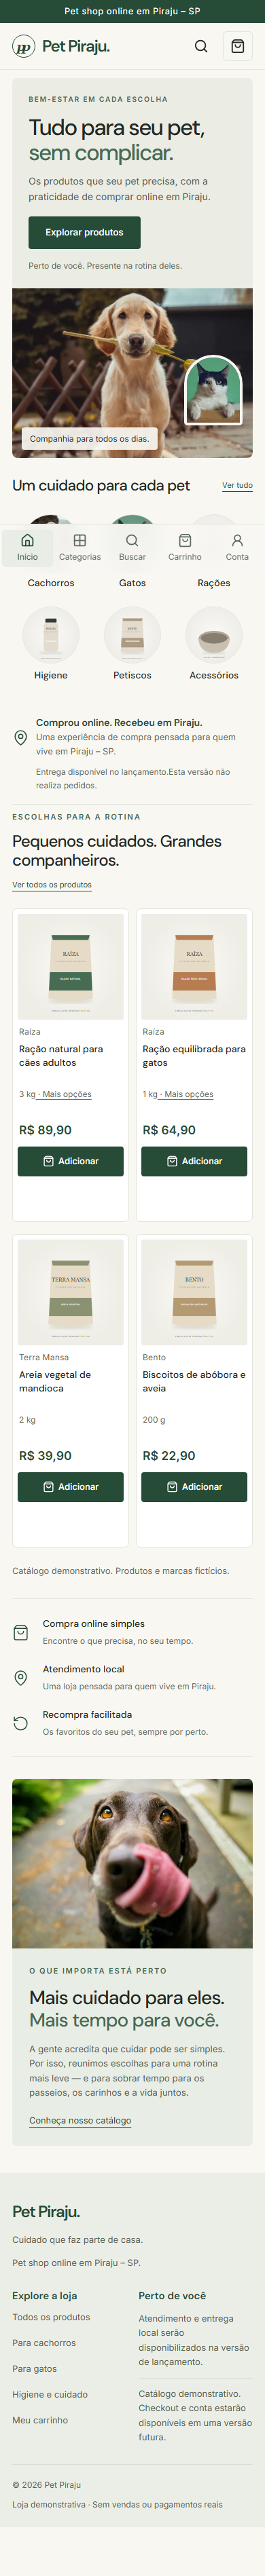 Pet shop online em Piraju – SP
pp Pet Piraju.
BEM-ESTAR EM CADA ESCOLHA
Tudo para seu pet,
sem complicar.
Os produtos que seu pet precisa, com a
praticidade de comprar online em Piraju.
Explorar produtos
Perto de você. Presente na rotina deles.
Companhia para todos os dias.
Um cuidado para cada pet
Ver tudo
Início Categorias Buscar Carrinho Conta
Cachorros Gatos Rações
Higiene Petiscos Acessórios
Comprou online. Recebeu em Piraju.
Uma experiência de compra pensada para quem
vive em Piraju – SP.
Entrega disponível no lançamento.Esta versão não
realiza pedidos.
ESCOLHAS PARA A ROTINA
Pequenos cuidados. Grandes
companheiros.
Ver todos os produtos
RAÍZA
Raíza
Ração natural para
cães adultos
3 kg · Mais opções
R$ 89,90
Adicionar
RAÍZA
Raíza
Ração equilibrada para
gatos
1 kg · Mais opções
R$ 64,90
Adicionar
TERRA MANSA
Terra Mansa
Areia vegetal de
mandioca
2 kg
R$ 39,90
Adicionar
BENTO
Bento
Biscoitos de abóbora e
aveia
200 g
R$ 22,90
Adicionar
Catálogo demonstrativo. Produtos e marcas fictícios.
Compra online simples
Encontre o que precisa, no seu tempo.
Atendimento local
Uma loja pensada para quem vive em Piraju.
Recompra facilitada
Os favoritos do seu pet, sempre por perto.
O QUE IMPORTA ESTÁ PERTO
Mais cuidado para eles.
Mais tempo para você.
A gente acredita que cuidar pode ser simples.
Por isso, reunimos escolhas para uma rotina
mais leve — e para sobrar tempo para os
passeios, os carinhos e a vida juntos.
Conheça nosso catálogo
Pet Piraju.
Cuidado que faz parte de casa.
Pet shop online em Piraju – SP.
Explore a loja
Todos os produtos
Para cachorros
Para gatos
Higiene e cuidado
Meu carrinho
Perto de você
Atendimento e entrega
local serão
disponibilizados na versão
de lançamento.
Catálogo demonstrativo.
Checkout e conta estarão
disponíveis em uma versão
futura.
© 2026 Pet Piraju
Loja demonstrativa · Sem vendas ou pagamentos reais